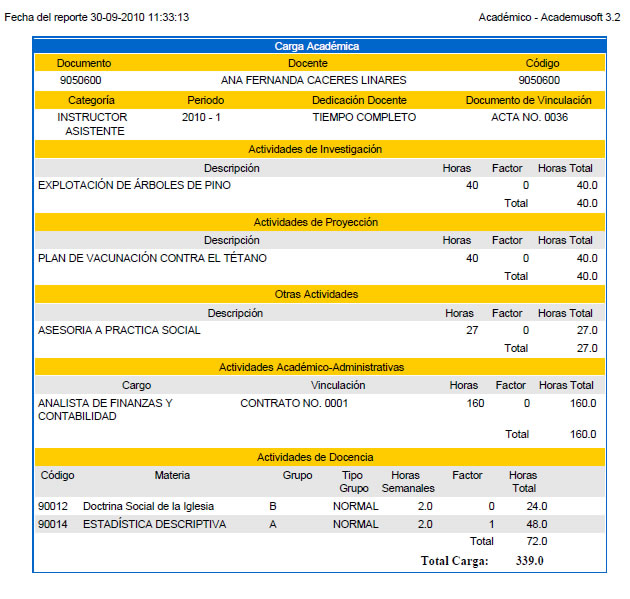 Fecha del reporte 30-09-2010 11:33:13 Académico - Academusoft 3.2
Carga Académica
Documento Docente Código
9050600 ANA FERNANDA CACERES LINARES 9050600
Categoría Periodo Dedicación Docente Documento de Vinculación
INSTRUCTOR 2010 - 1 TIEMPO COMPLETO ACTA NO. 0036
ASISTENTE
Actividades de Investigación
Descripción Horas Factor Horas Total
EXPLOTACIÓN DE ÁRBOLES DE PINO 40 0 40.0
Total 40.0
Actividades de Proyección
Descripción Horas Factor Horas Total
PLAN DE VACUNACIÓN CONTRA EL TÉTANO 40 0 40.0
Total 40.0
Otras Actividades
Descripción Horas Factor Horas Total
ASESORIA A PRACTICA SOCIAL 27 0 27.0
Total 27.0
Actividades Académico-Administrativas
Cargo Vinculación Horas Factor Horas Total
ANALISTA DE FINANZAS Y CONTRATO NO. 0001 160 0 160.0
CONTABILIDAD
Total 160.0
Actividades de Docencia
Código Materia Grupo Tipo Horas Factor Horas
Grupo Semanales Total
90012 Doctrina Social de la Iglesia B NORMAL 2.0 0 24.0
90014 ESTADÍSTICA DESCRIPTIVA A NORMAL 2.0 1 48.0
Total 72.0
Total Carga: 339.0